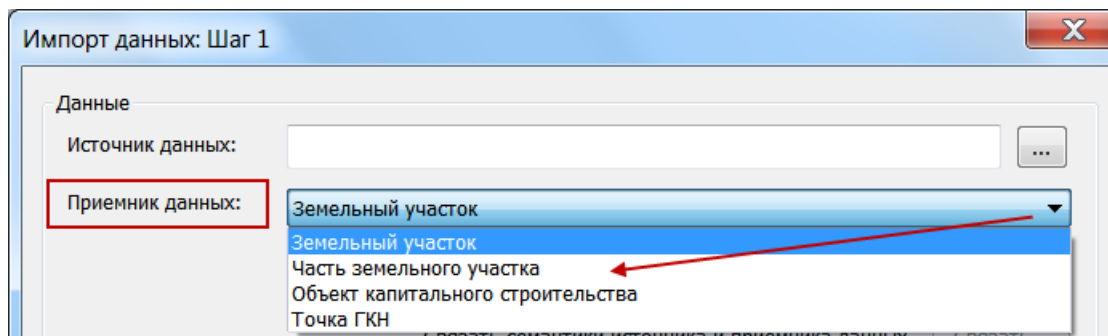 Импорт данных: Шаг 1
Данные
Источник данных:
...
Приемник данных:
Земельный участок
Земельный участок
Часть земельного участка
Объект капитального строительства
Точка ГКН